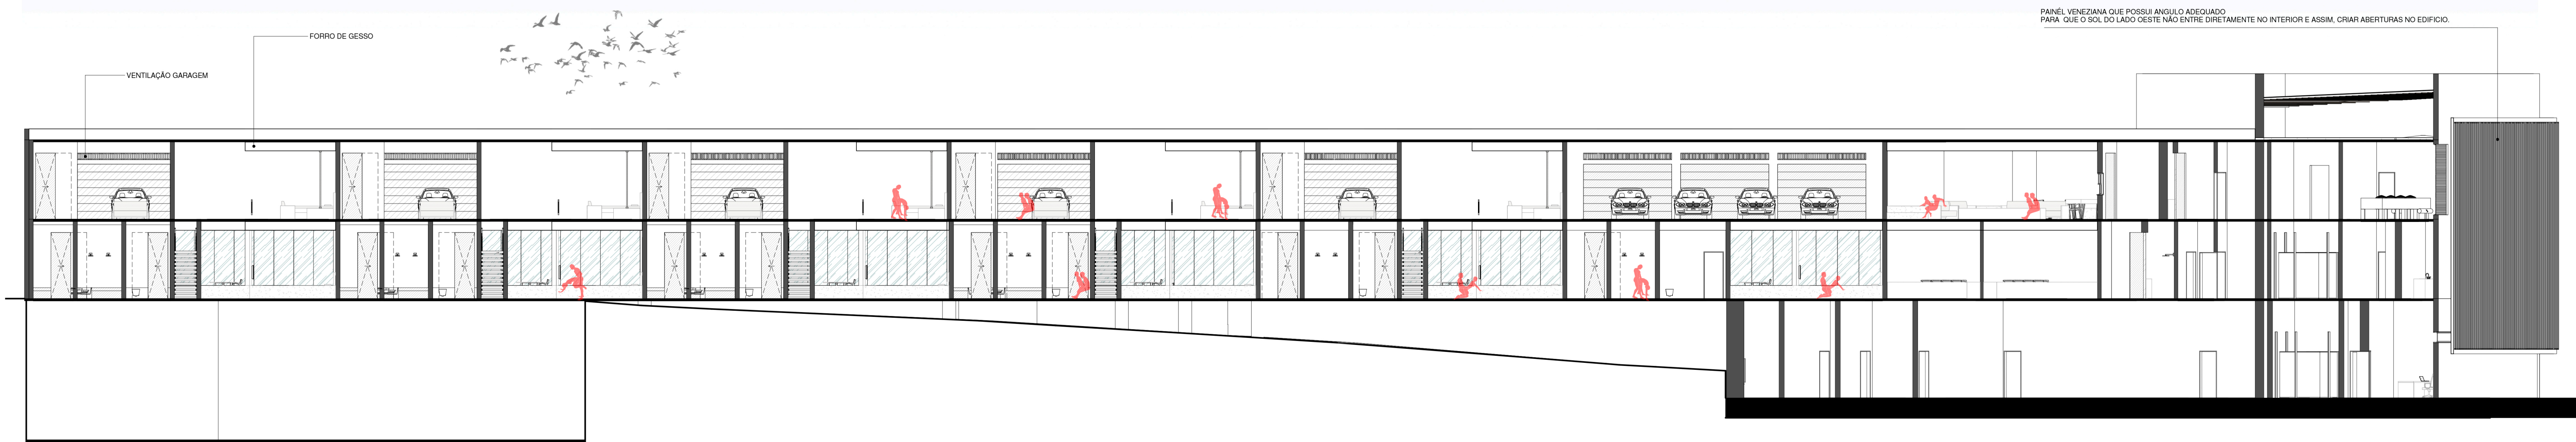 PAINÉL VENEZIANA QUE POSSUI ANGULO ADEQUADO
PARA QUE O SOL DO LADO OESTE NÃO ENTRE DIRETAMENTE NO INTERIOR E ASSIM, CRIAR ABERTURAS NO EDIFICIO.
FORRO DE GESSO
VENTILAÇÃO GARAGEM